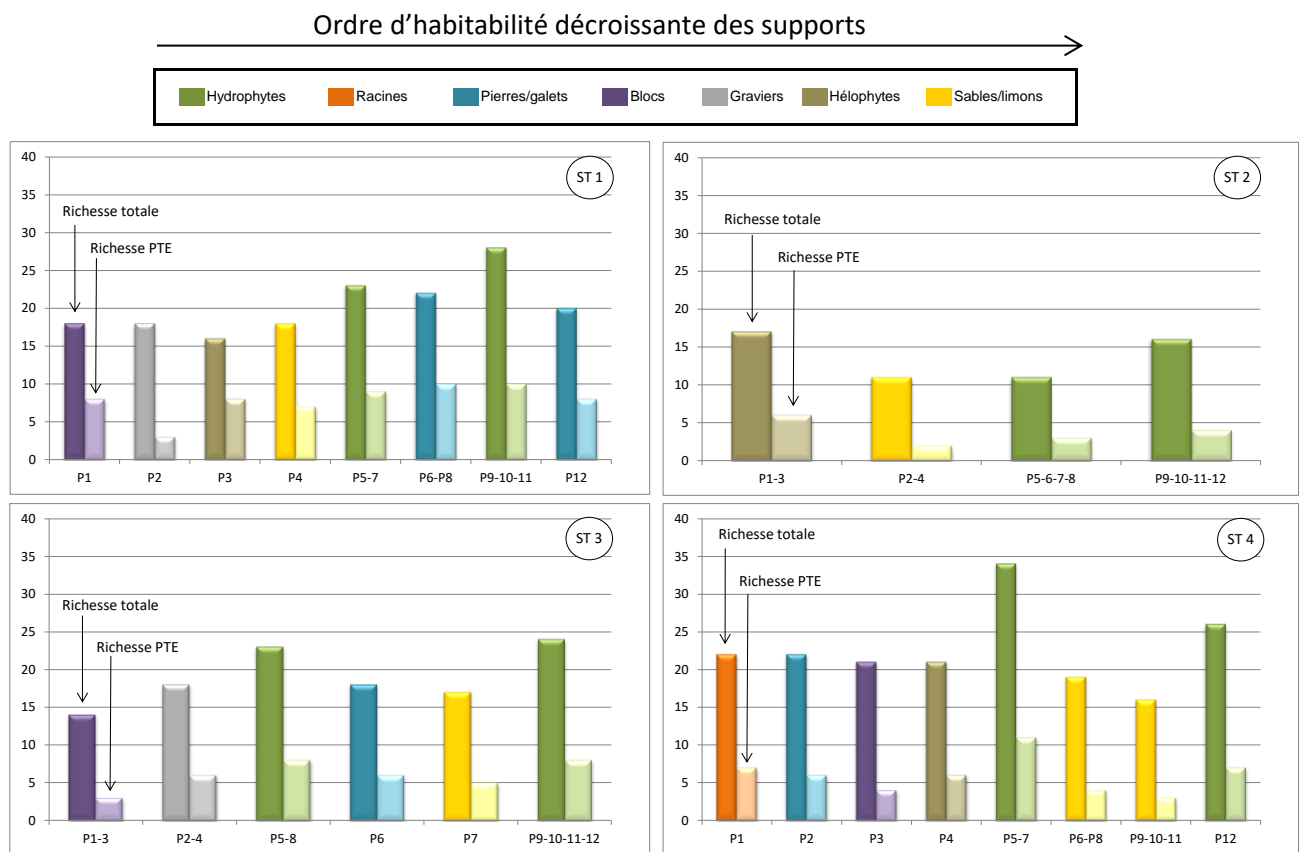 Ordre d’habitabilité décroissante des supports
Hydrophytes Racines Pierres/galets Blocs Graviers Hélophytes Sables/limons
ST 1
40
35
30
25
20
15
10
5
0
Richesse totale
Richesse PTE
P1 P2 P3 P4 P5-7 P6-P8 P9-10-11 P12
ST 2
40
35
30
25
20
15
10
5
0
Richesse totale
Richesse PTE
P1-3 P2-4 P5-6-7-8 P9-10-11-12
ST 3
40
35
30
25
20
15
10
5
0
Richesse totale
Richesse PTE
P1-3 P2-4 P5-8 P6 P7 P9-10-11-12
ST 4
40
35
30
25
20
15
10
5
0
Richesse totale
Richesse PTE
P1 P2 P3 P4 P5-7 P6-P8 P9-10-11 P12